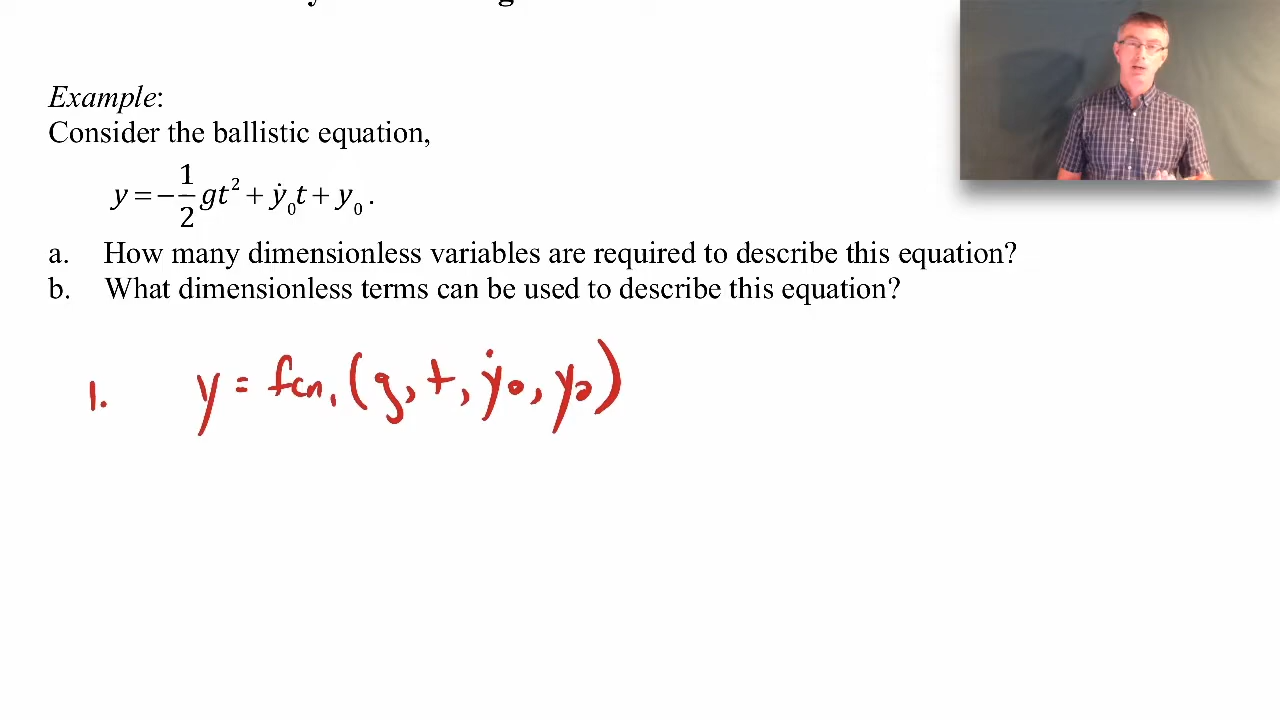 Example:
Consider the ballistic equation,
y = −1/2 gt² + ẏ₀t + y₀ .
a. How many dimensionless variables are required to describe this equation?
b. What dimensionless terms can be used to describe this equation?
1. y = fcn₁ (g, t, ẏ₀, y₀)